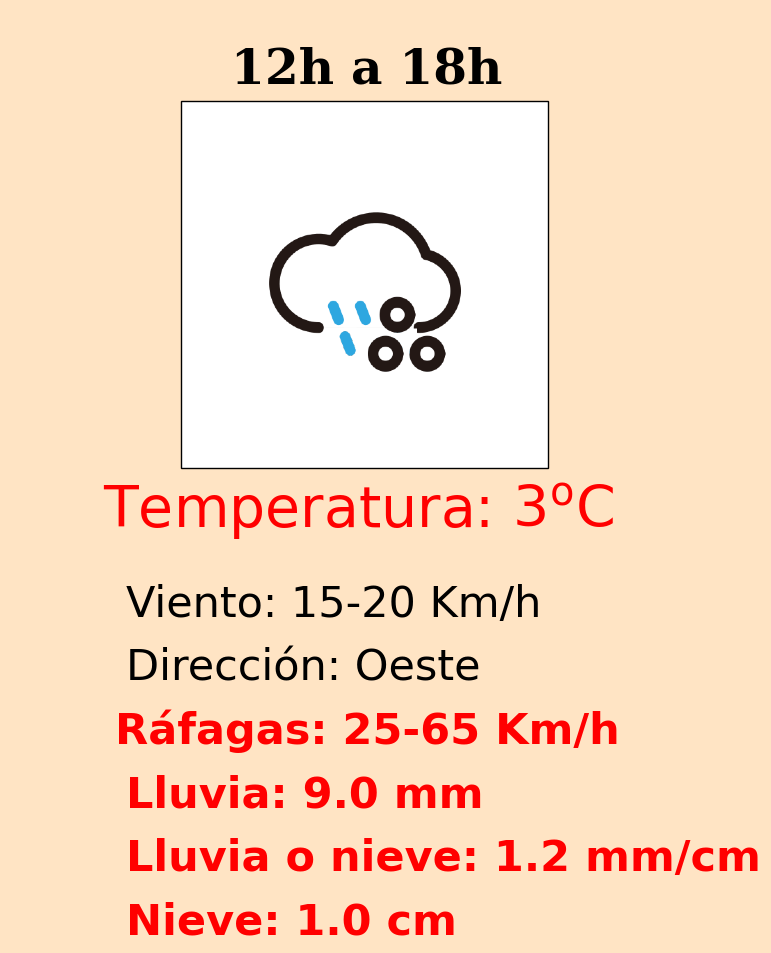 12h a 18h
Temperatura: 3ºC
Viento: 15-20 Km/h
Dirección: Oeste
Ráfagas: 25-65 Km/h
Lluvia: 9.0 mm
Lluvia o nieve: 1.2 mm/cm
Nieve: 1.0 cm